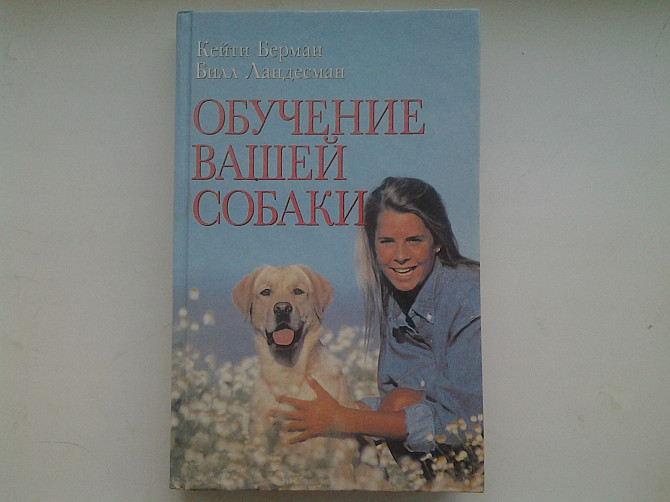 Кейти Берман
Билл Ландесман
ОБУЧЕНИЕ
ВАШЕЙ
СОБАКИ